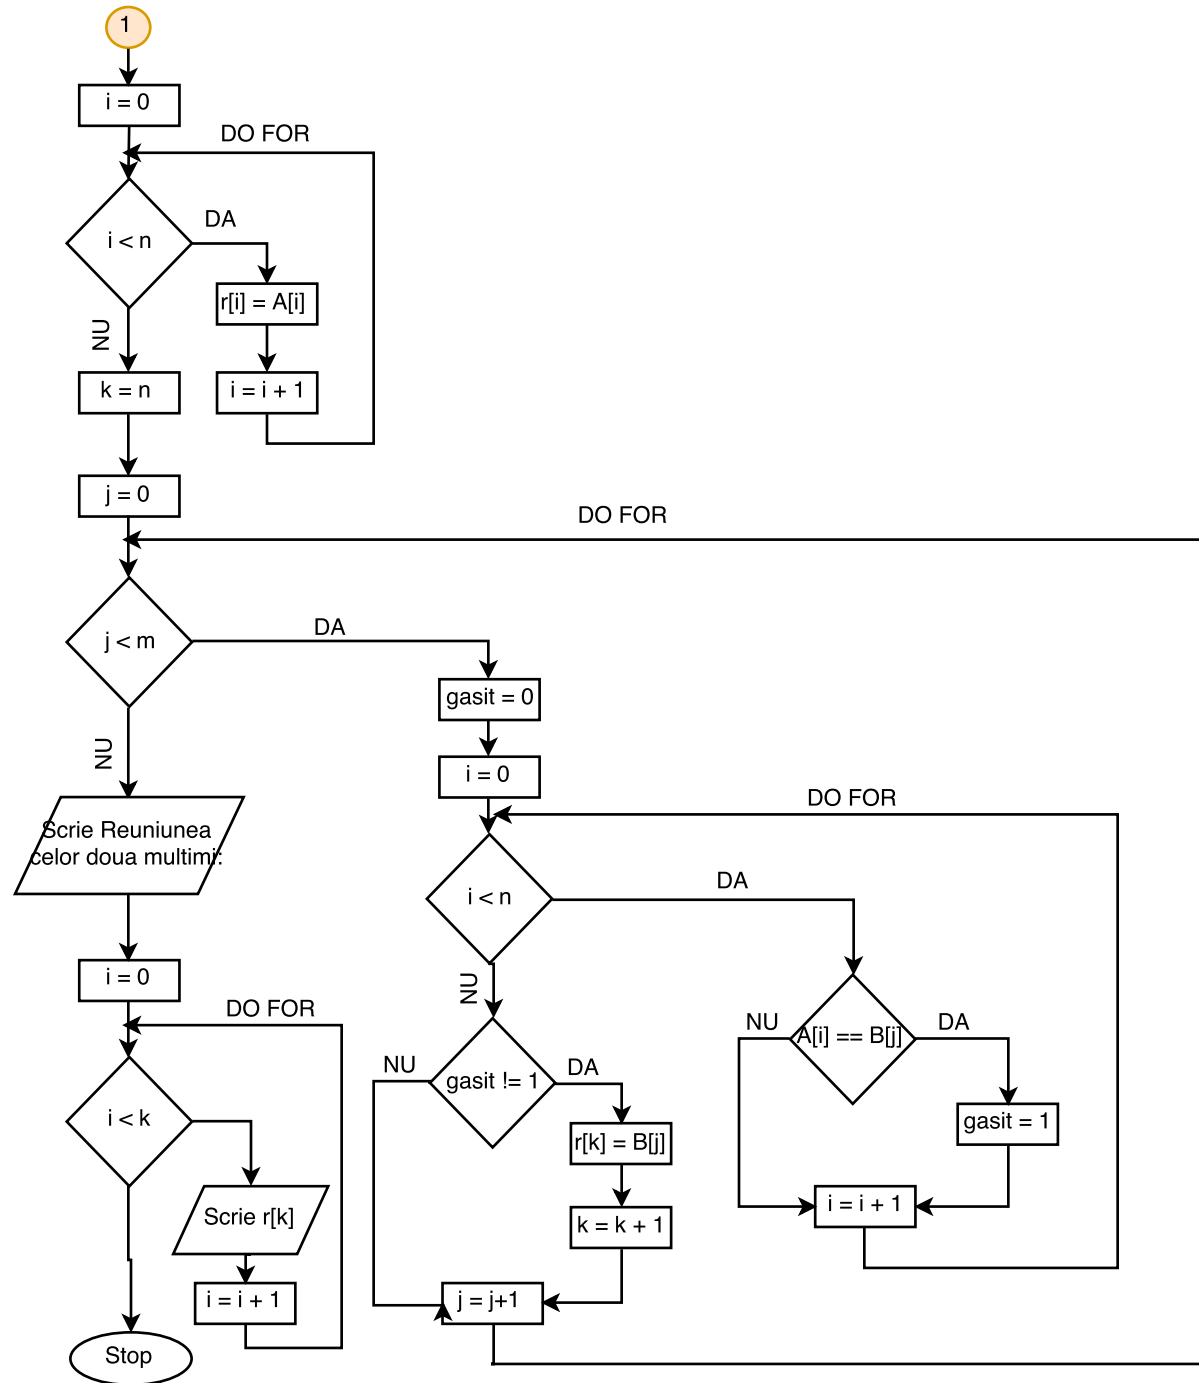 1
i = 0
DO FOR
i < n
DA
r[i] = A[i]
i = i + 1
NU
k = n
j = 0
DO FOR
j < m
DA
gasit = 0
i = 0
DO FOR
i < n
DA
A[i] == B[j]
NU
DA
gasit = 1
i = i + 1
NU
gasit != 1
NU
DA
r[k] = B[j]
k = k + 1
j = j+1
NU
Scrie Reuniunea
celor doua multimi:
i = 0
DO FOR
i < k
Scrie r[k]
i = i + 1
Stop